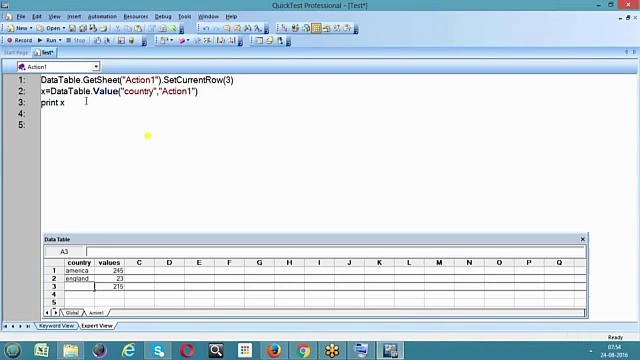 QuickTest Professional - [Test*]
File Edit View Insert Automation Resources Debug Tools Window Help
New Open
Record Run Stop
Start Page Test*
Action1
1: DataTable.GetSheet("Action1").SetCurrentRow(3)
2: x=DataTable.Value("country","Action1")
3: print x
4:
5:
Data Table
A3
country values C D E F G H I J K L M N O P Q
1 america 245
2 england 23
3 215
4
5
Global Action1
Keyword View Expert View
Ready
07:54
24-08-2016